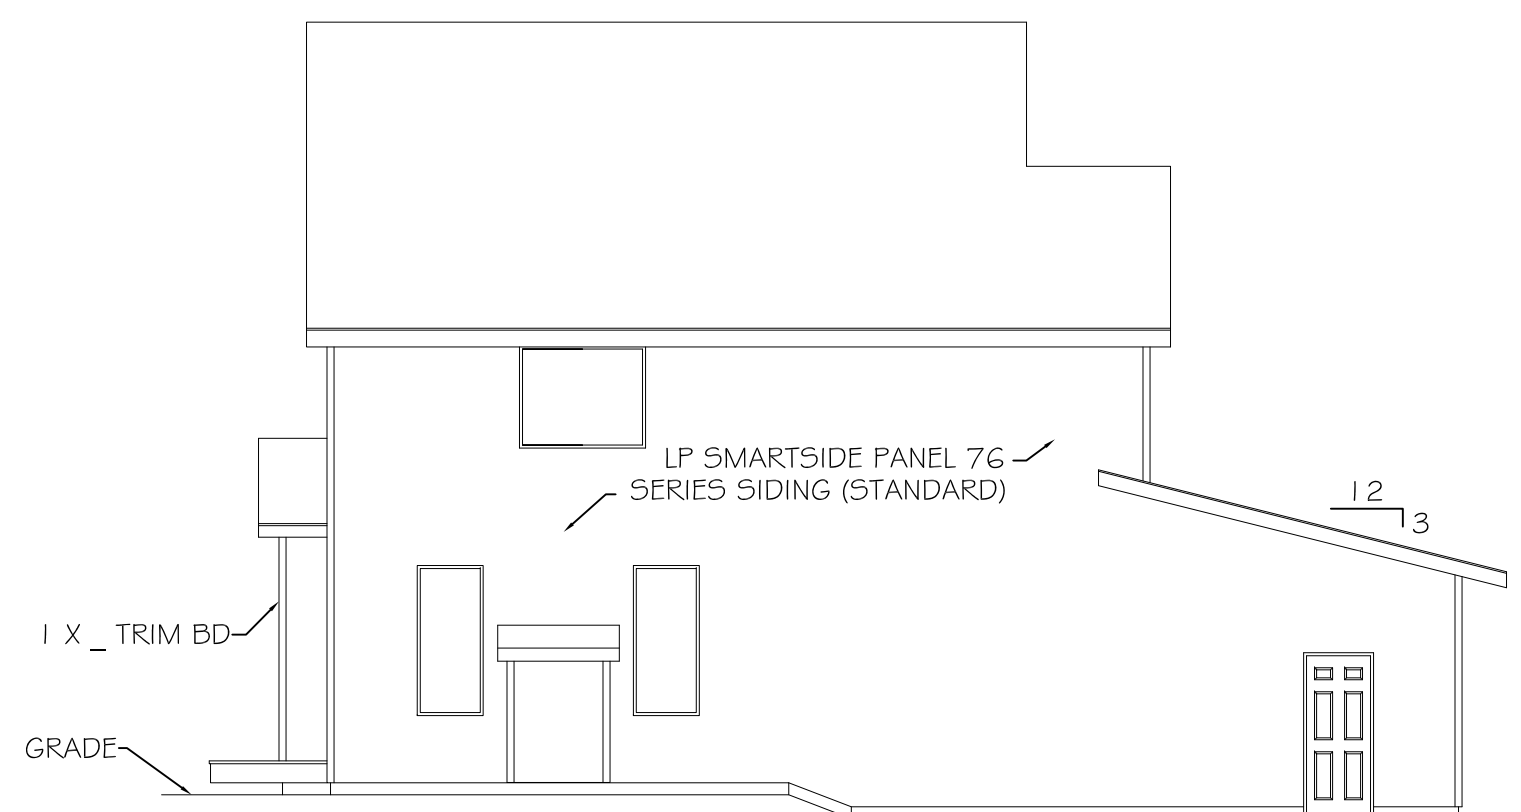 LP SMARTSIDE PANEL 76
SERIES SIDING (STANDARD)
12
3
1 X _ TRIM BD
GRADE